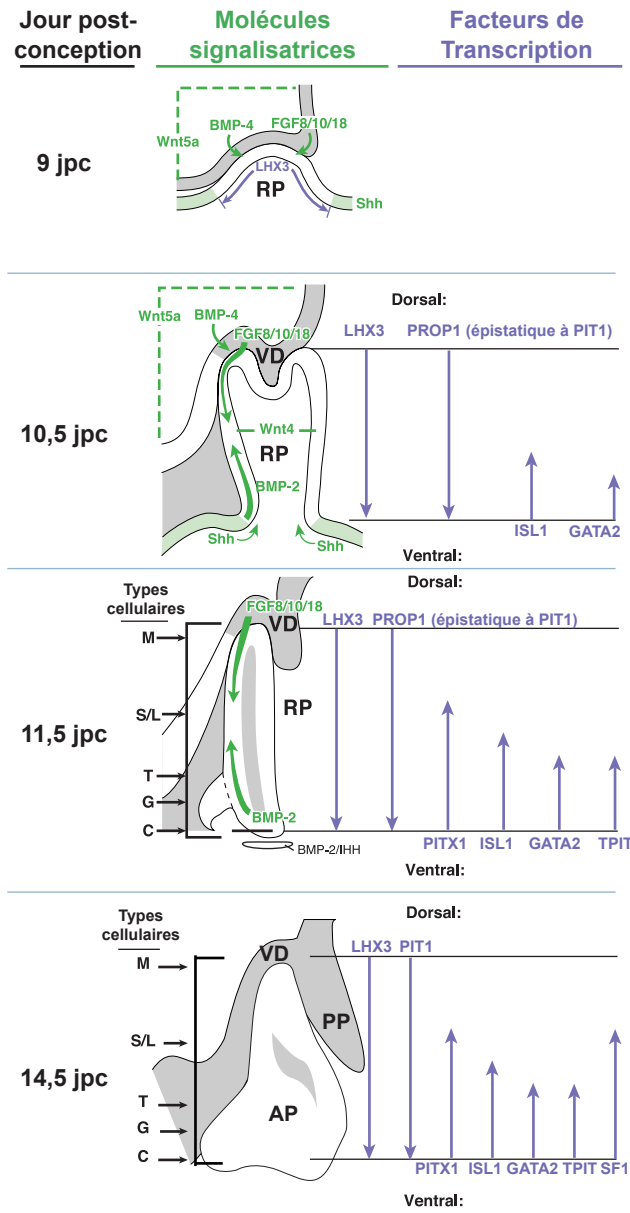 Jour post-
conception
Molécules
signalisatrices
Facteurs de
Transcription
9 jpc
Wnt5a
BMP-4
FGF8/10/18
LHX3
RP
Shh
10,5 jpc
Wnt5a
BMP-4
FGF8/10/18
VD
Wnt4
RP
BMP-2
Shh
Shh
Dorsal:
LHX3
PROP1 (épistatique à PIT1)
ISL1
GATA2
Ventral:
11,5 jpc
Types
cellulaires
M
S/L
T
G
C
FGF8/10/18
VD
RP
BMP-2
BMP-2/IHH
Dorsal:
LHX3
PROP1 (épistatique à PIT1)
PITX1
ISL1
GATA2
TPIT
Ventral:
14,5 jpc
Types
cellulaires
M
S/L
T
G
C
VD
PP
AP
Dorsal:
LHX3
PIT1
PITX1
ISL1
GATA2
TPIT
SF1
Ventral: